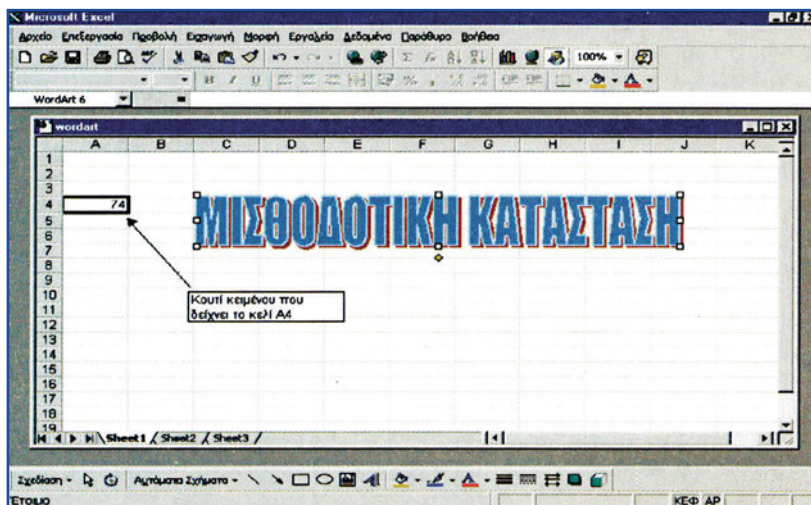 Microsoft Excel
Αρχείο Επεξεργασία Προβολή Εισαγωγή Μορφή Εργαλεία Δεδομένα Παράθυρο Βοήθεια
100%
B I U
WordArt 6 =
wordart
A B C D E F G H I J K
1
2
3
4 74
5
6
7
8
9
10
11
12
13
14
15
16
17
18
19
ΜΙΣΘΟΔΟΤΙΚΗ ΚΑΤΑΣΤΑΣΗ
Κουτί κειμένου που
δείχνει το κελί Α4
Sheet1 / Sheet2 / Sheet3 /
Σχεδίαση Αυτόματα Σχήματα
Έτοιμο ΚΕΦ ΑΡ